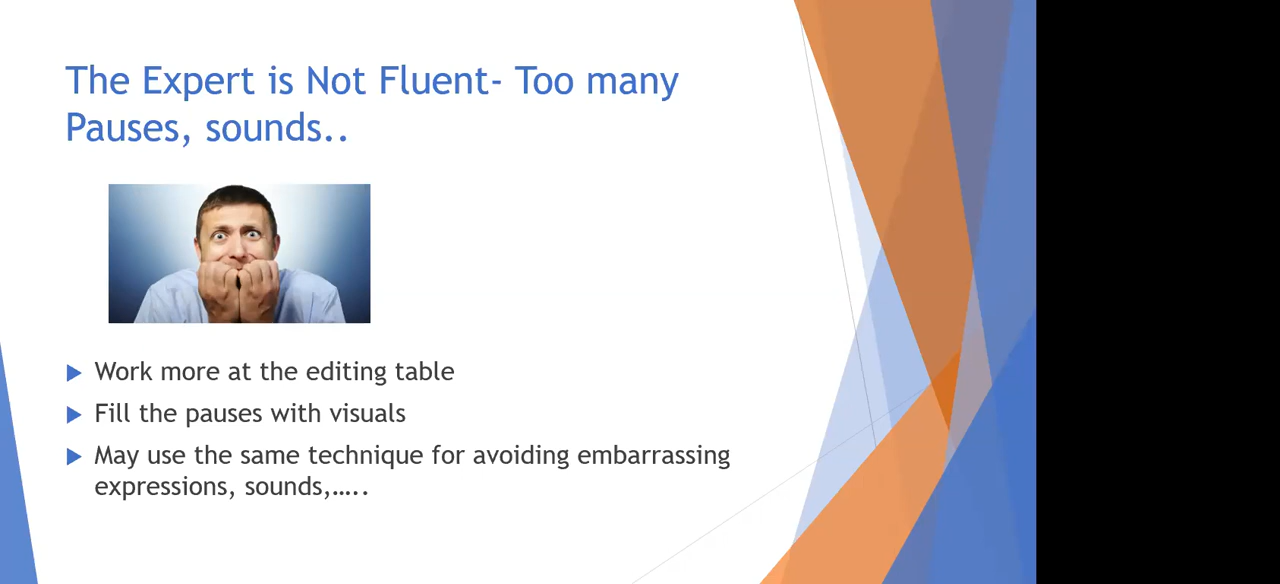 The Expert is Not Fluent- Too many
Pauses, sounds..
Work more at the editing table
Fill the pauses with visuals
May use the same technique for avoiding embarrassing
expressions, sounds,…..